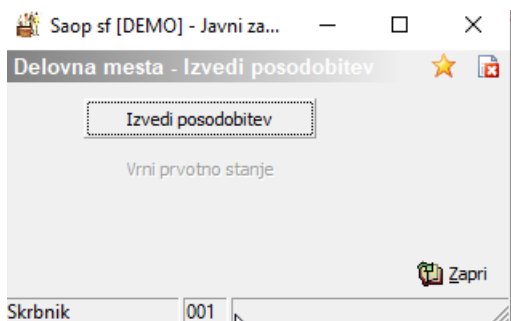 Saop sf [DEMO] - Javni za...
Delovna mesta - Izvedi posodobitev
Izvedi posodobitev
Vrni prvotno stanje
Zapri
Skrbnik 001